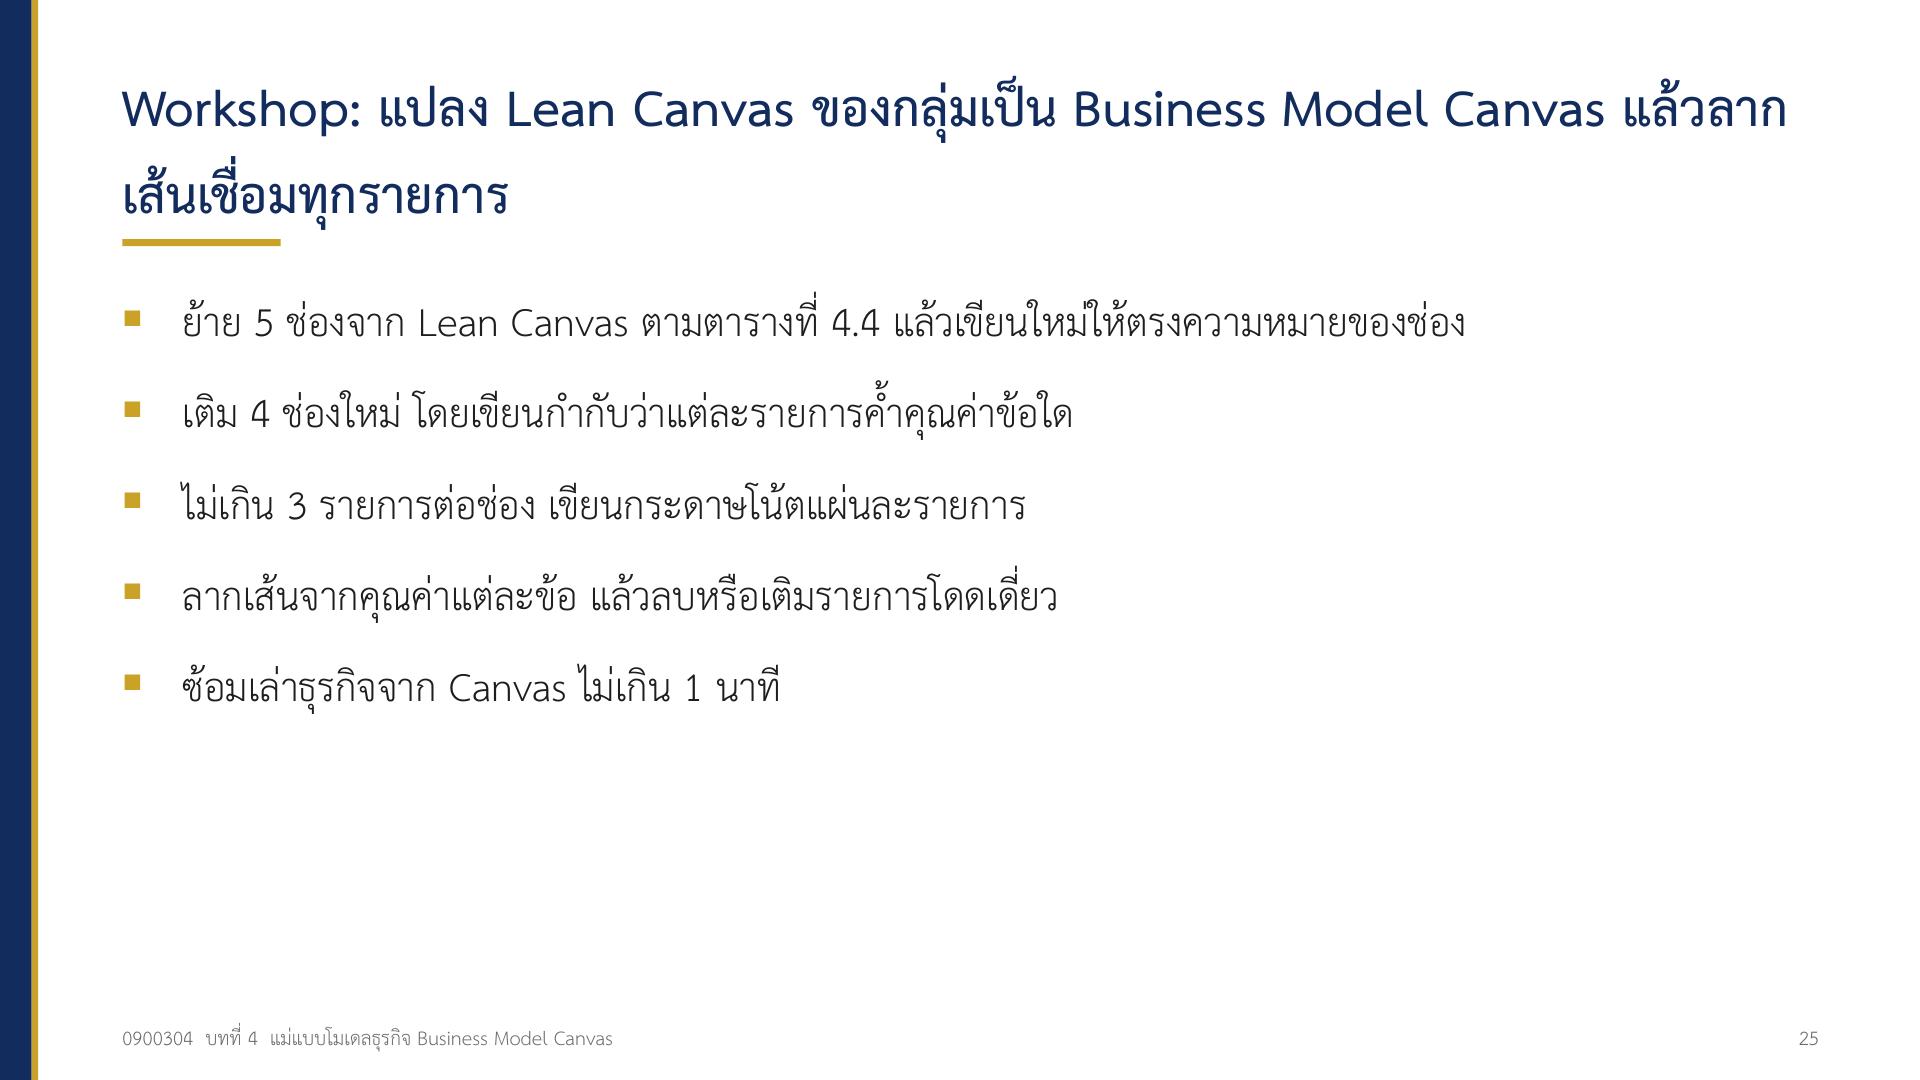 Workshop: แปลง Lean Canvas ของกลุ่มเป็น Business Model Canvas แล้วลาก
เส้นเชื่อมทุกรายการ
ย้าย 5 ช่องจาก Lean Canvas ตามตารางที่ 4.4 แล้วเขียนใหม่ให้ตรงความหมายของช่อง
เติม 4 ช่องใหม่ โดยเขียนกำกับว่าแต่ละรายการค้ำคุณค่าข้อใด
ไม่เกิน 3 รายการต่อช่อง เขียนกระดาษโน้ตแผ่นละรายการ
ลากเส้นจากคุณค่าแต่ละข้อ แล้วลบหรือเติมรายการโดดเดี่ยว
ซ้อมเล่าธุรกิจจาก Canvas ไม่เกิน 1 นาที
0900304 บทที่ 4 แม่แบบโมเดลธุรกิจ Business Model Canvas
25